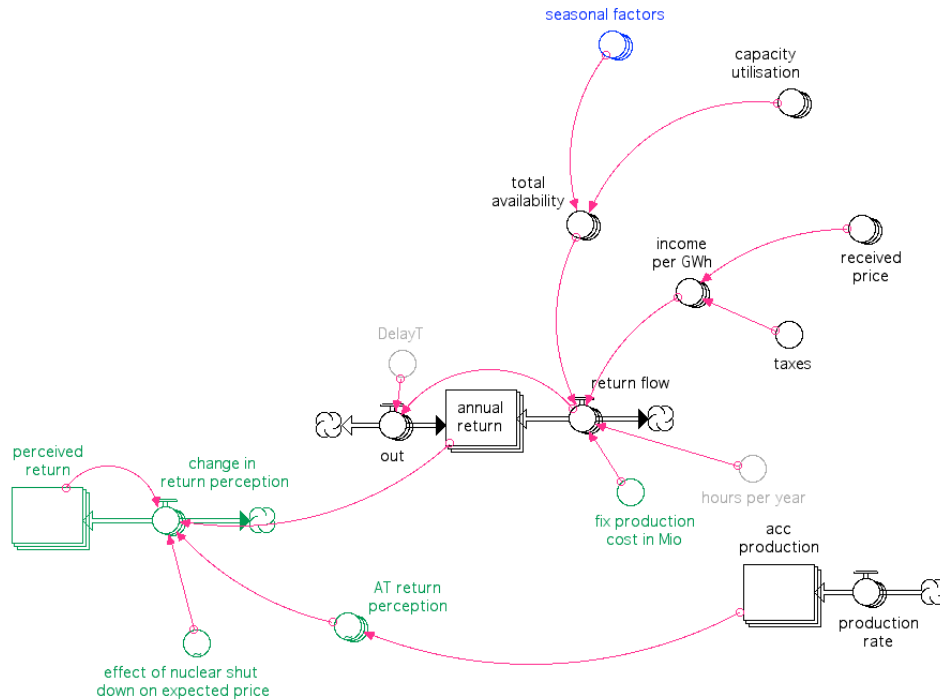 seasonal factors
capacity
utilisation
total
availability
income
per GWh
received
price
DelayT
taxes
return flow
annual
return
out
perceived
return
change in
return perception
hours per year
fix production
cost in Mio
acc
production
AT return
perception
production
rate
effect of nuclear shut
down on expected price